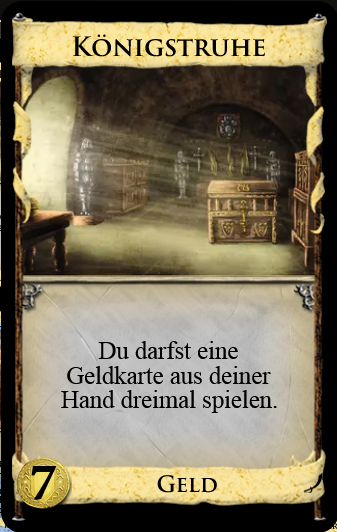 Königstruhe
Du darfst eine
Geldkarte aus deiner
Hand dreimal spielen.
7
Geld